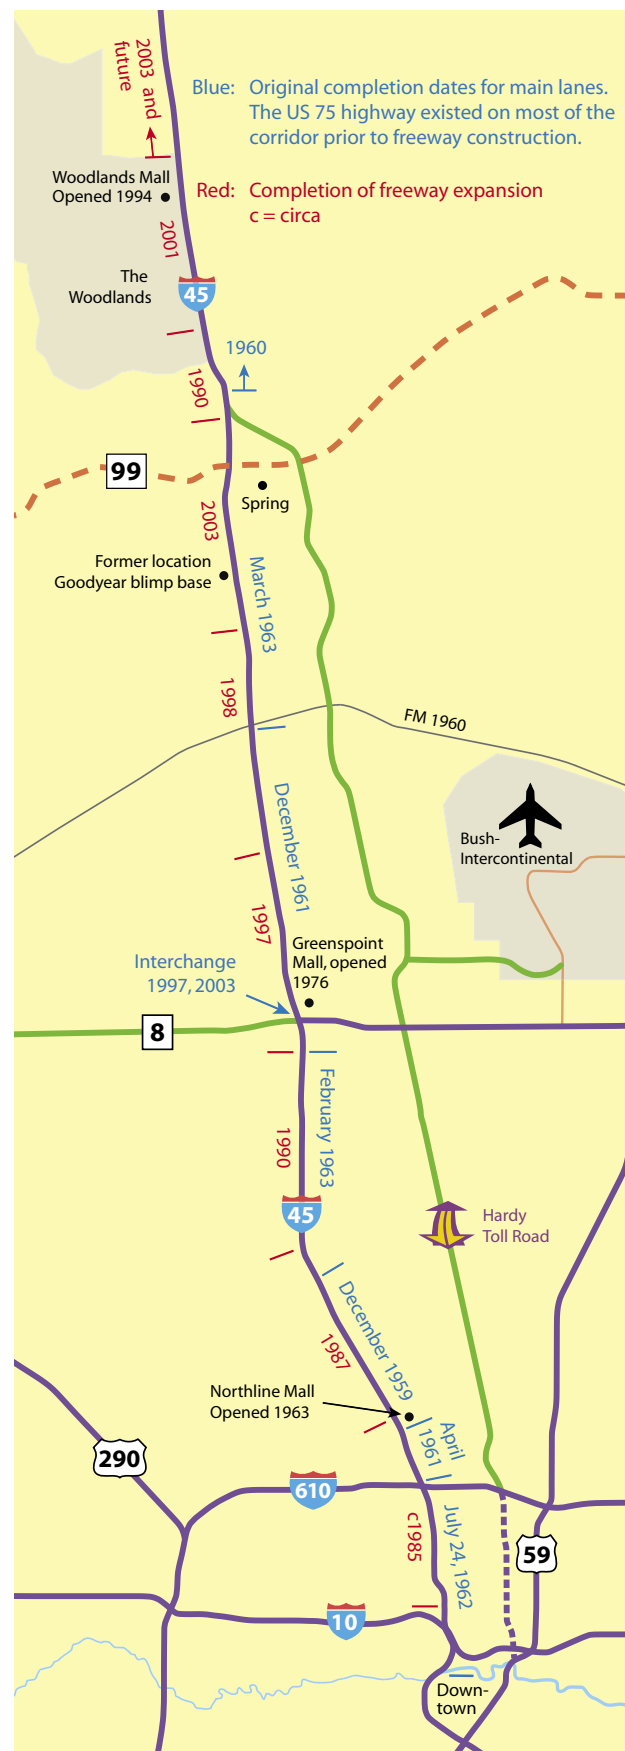 2003 and
future
Blue: Original completion dates for main lanes.
The US 75 highway existed on most of the
corridor prior to freeway construction.
Woodlands Mall
Opened 1994
Red: Completion of freeway expansion
c = circa
2001
The
Woodlands
45
1960
1990
99
Spring
2003
Former location
Goodyear blimp base
March 1963
1998
FM 1960
December 1961
Bush-
Intercontinental
1997
Greenspoint
Mall, opened
1976
Interchange
1997, 2003
8
February 1963
1990
45
Hardy
Toll Road
December 1959
1987
Northline Mall
Opened 1963
April
1961
290
610
c1985
July 24, 1962
59
10
Down-
town